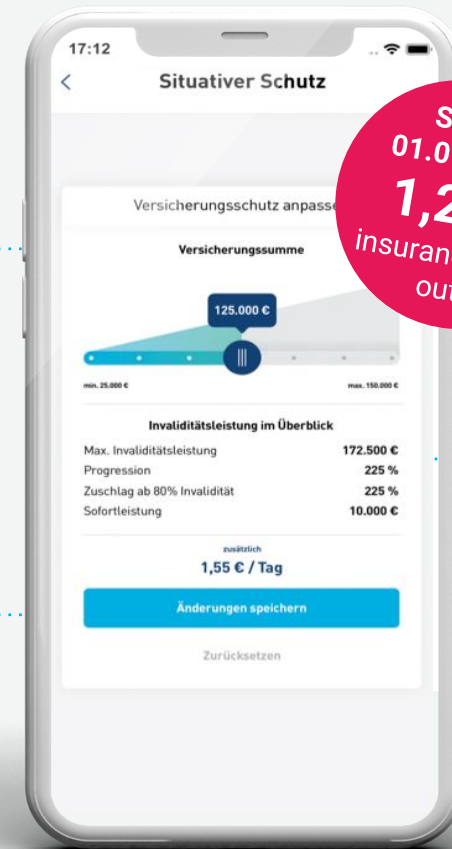 17:12
Situativer Schutz
Versicherungsschutz
Versicherungssumme
125.000 €
min. 25.000 €
max. 150.000 €
Invaliditätsleistung im Überblick
Max. Invaliditätsleistung 172.500 €
Progression 225 %
Zuschlag ab 80% Invalidität 225 %
Sofortleistung 10.000 €
zusätzlich
1,55 € / Tag
Änderungen speichern
Zurücksetzen